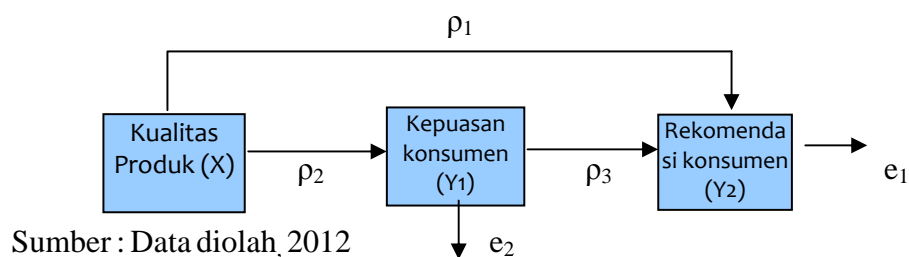 ρ1
Kualitas
Produk (X)
ρ2
Kepuasan
konsumen
(Y1)
ρ3
Rekomenda
si konsumen
(Y2)
e1
e2
Sumber : Data diolah, 2012